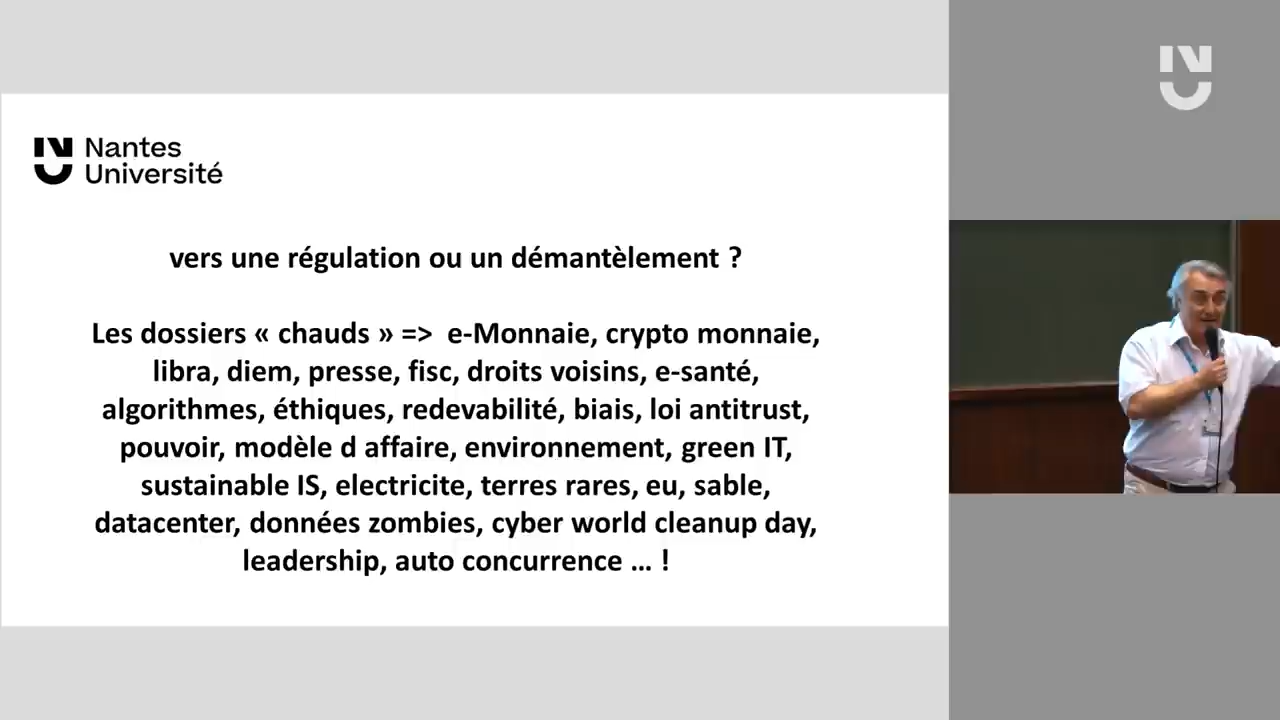 Nantes
Université
vers une régulation ou un démantèlement ?
Les dossiers « chauds » => e-Monnaie, crypto monnaie,
libra, diem, presse, fisc, droits voisins, e-santé,
algorithmes, éthiques, redevabilité, biais, loi antitrust,
pouvoir, modèle d affaire, environnement, green IT,
sustainable IS, electricite, terres rares, eu, sable,
datacenter, données zombies, cyber world cleanup day,
leadership, auto concurrence ... !